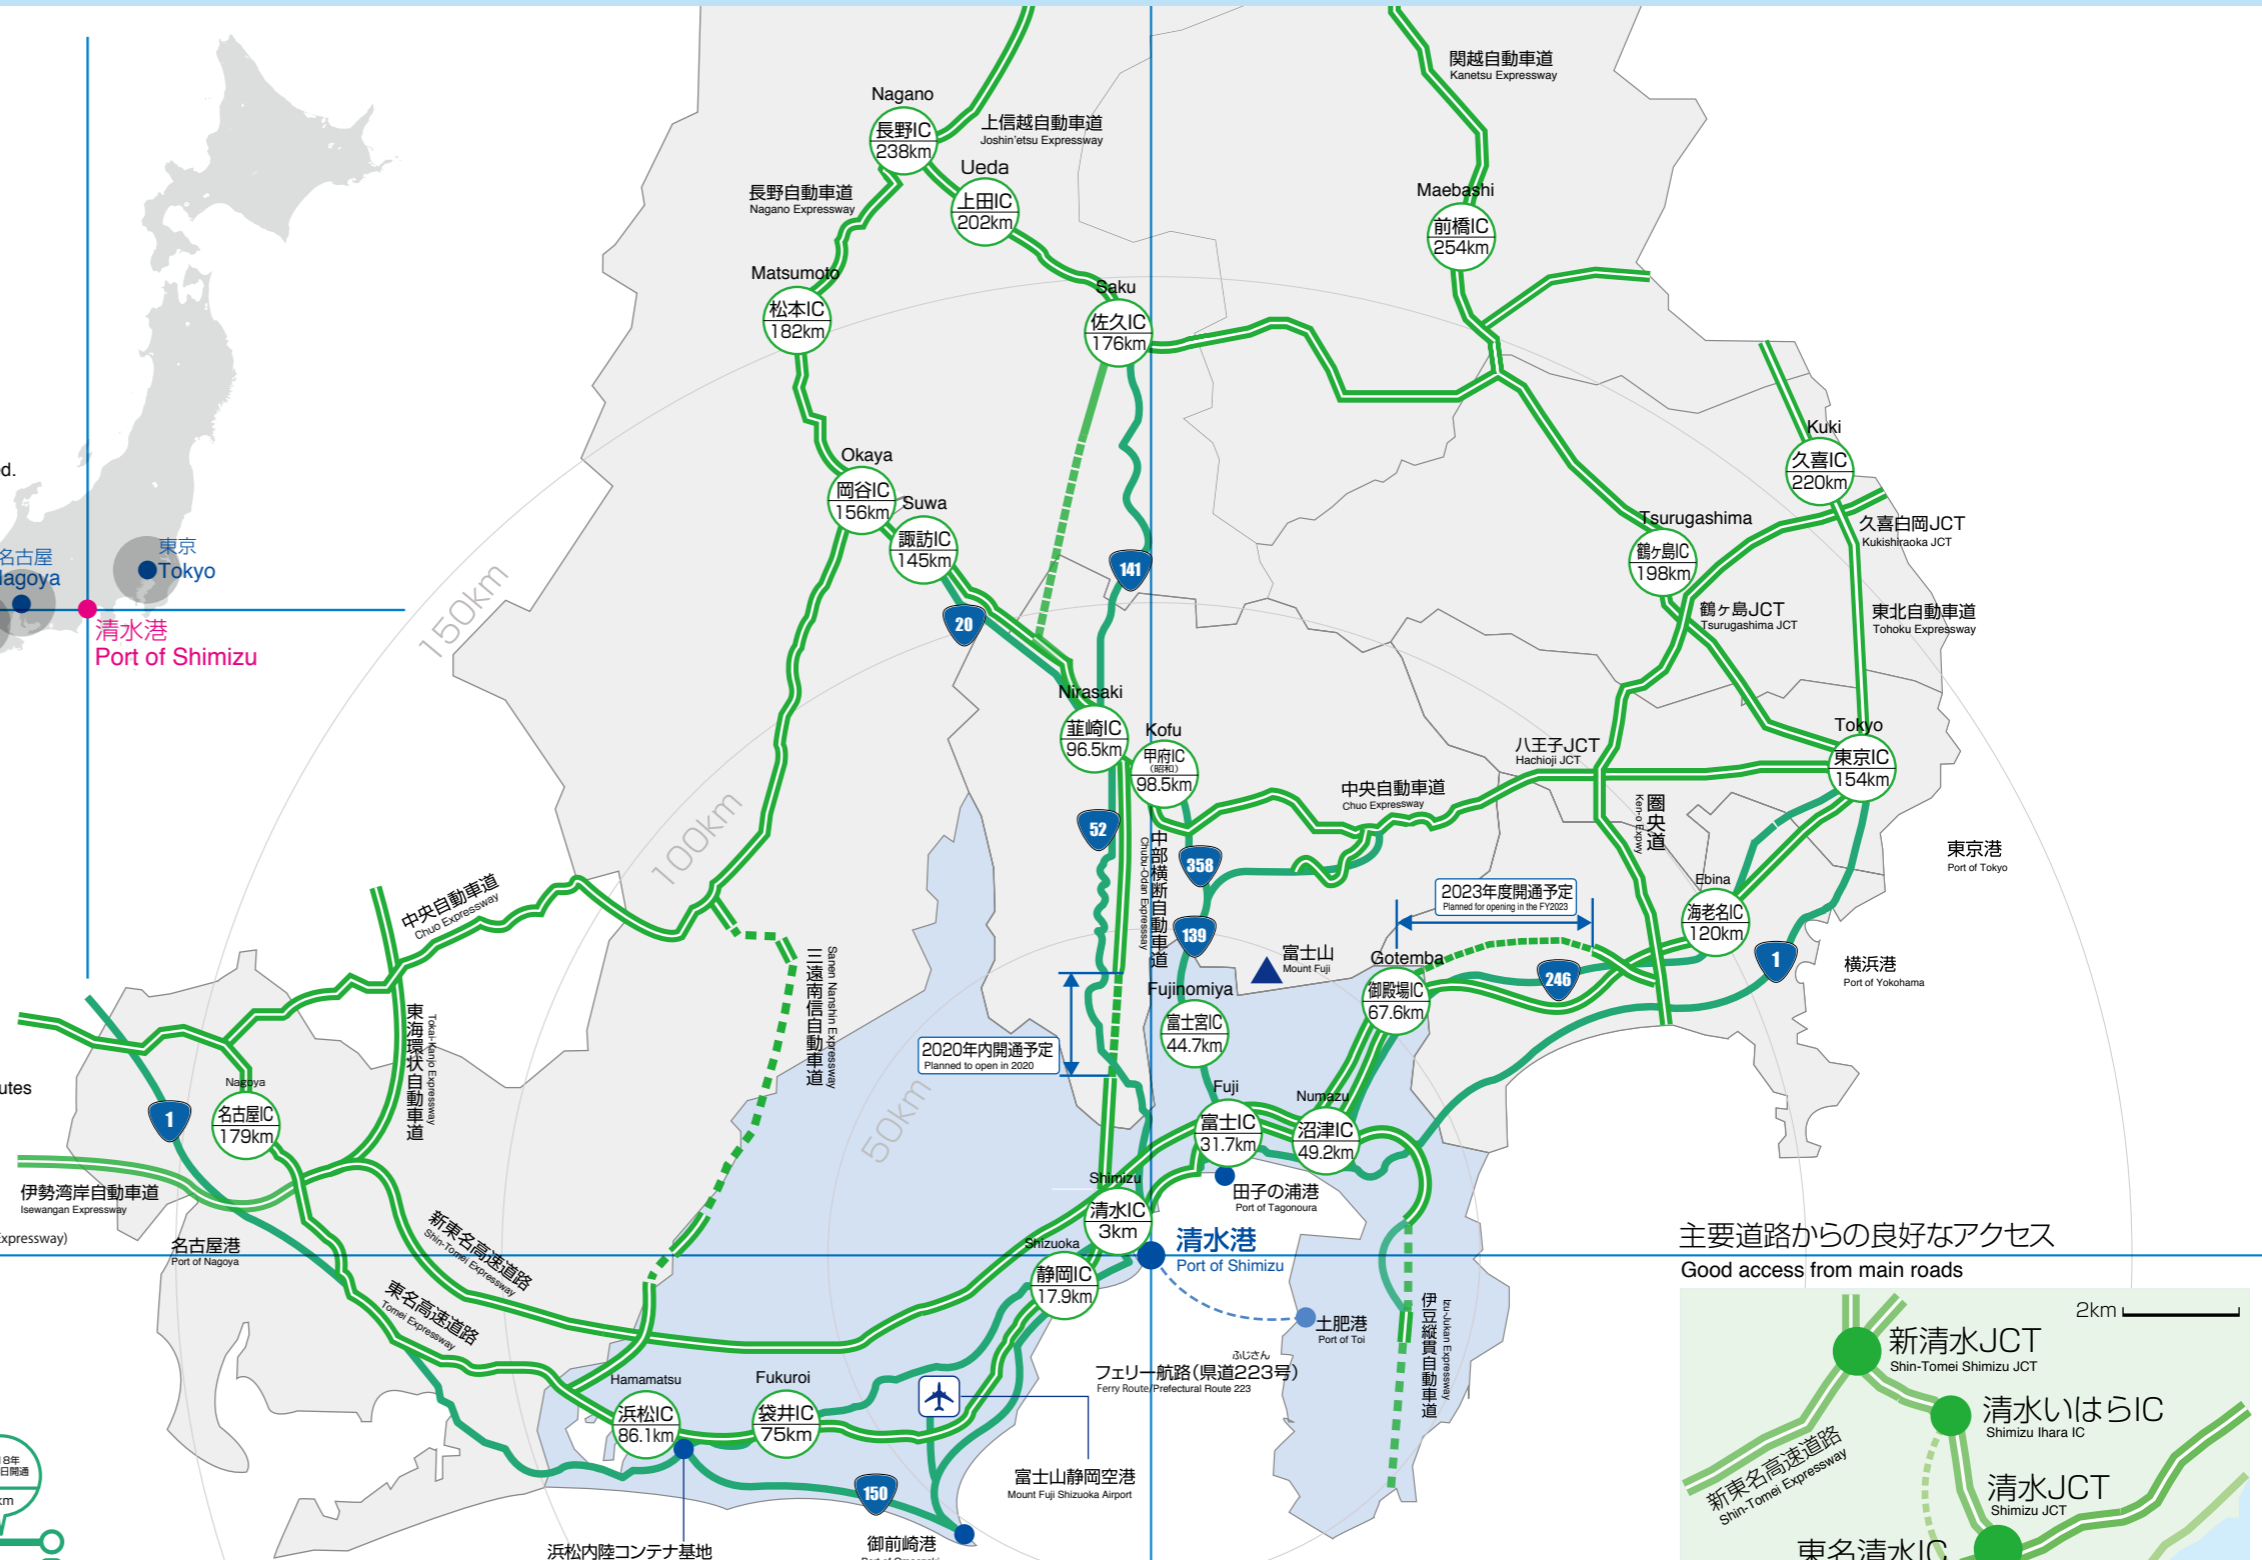 関越自動車道
Kanetsu Expressway
Nagano
長野IC
238km
上信越自動車道
Joshin'etsu Expressway
Ueda
上田IC
202km
長野自動車道
Nagano Expressway
Maebashi
前橋IC
254km
Matsumoto
松本IC
182km
Saku
佐久IC
176km
Kuki
久喜IC
220km
久喜白岡JCT
Kukishiraoka JCT
Okaya
岡谷IC
156km
Suwa
諏訪IC
145km
Tsurugashima
鶴ヶ島IC
198km
鶴ヶ島JCT
Tsurugashima JCT
東北自動車道
Tohoku Expressway
ed.
名古屋
Nagoya
東京
Tokyo
清水港
Port of Shimizu
150km
141
20
Nirasaki
韮崎IC
96.5km
Kofu
甲府IC
(昭和)
98.5km
八王子JCT
Hachioji JCT
Tokyo
東京IC
154km
中央自動車道
Chuo Expressway
圏央道
Ken-o Expwy
100km
52
中部横断自動車道
Chubu-Odan Expressway
358
139
東京港
Port of Tokyo
2023年度開通予定
Planned for opening in the FY2023
Ebina
海老名IC
120km
中央自動車道
Chuo Expressway
三遠南信自動車道
Sanen Nanshin Expressway
富士山
Mount Fuji
Gotemba
御殿場IC
67.6km
246
1
横浜港
Port of Yokohama
Fujinomiya
富士宮IC
44.7km
東海環状自動車道
Tokai-Kanjo Expressway
2020年内開通予定
Planned to open in 2020
50km
utes
1
Nagoya
名古屋IC
179km
Fuji
富士IC
31.7km
Numazu
沼津IC
49.2km
伊勢湾岸自動車道
Isewangan Expressway
Expressway)
名古屋港
Port of Nagoya
新東名高速道路
Shin-Tomei Expressway
東名高速道路
Tomei Expressway
Shimizu
清水IC
3km
Shizuoka
静岡IC
17.9km
田子の浦港
Port of Tagonoura
清水港
Port of Shimizu
土肥港
Port of Toi
伊豆縦貫自動車道
Izu-Jukan Expressway
ふじさん
フェリー航路(県道223号)
Ferry Route/Prefectural Route 223
Hamamatsu
浜松IC
86.1km
Fukuroi
袋井IC
75km
富士山静岡空港
Mount Fuji Shizuoka Airport
150
御前崎港
浜松内陸コンテナ基地
8年
日開通
km
主要道路からの良好なアクセス
Good access from main roads
2km
新清水JCT
Shin-Tomei Shimizu JCT
清水いはらIC
Shimizu Ihara IC
新東名高速道路
Shin-Tomei Expressway
清水JCT
Shimizu JCT
東名清水IC